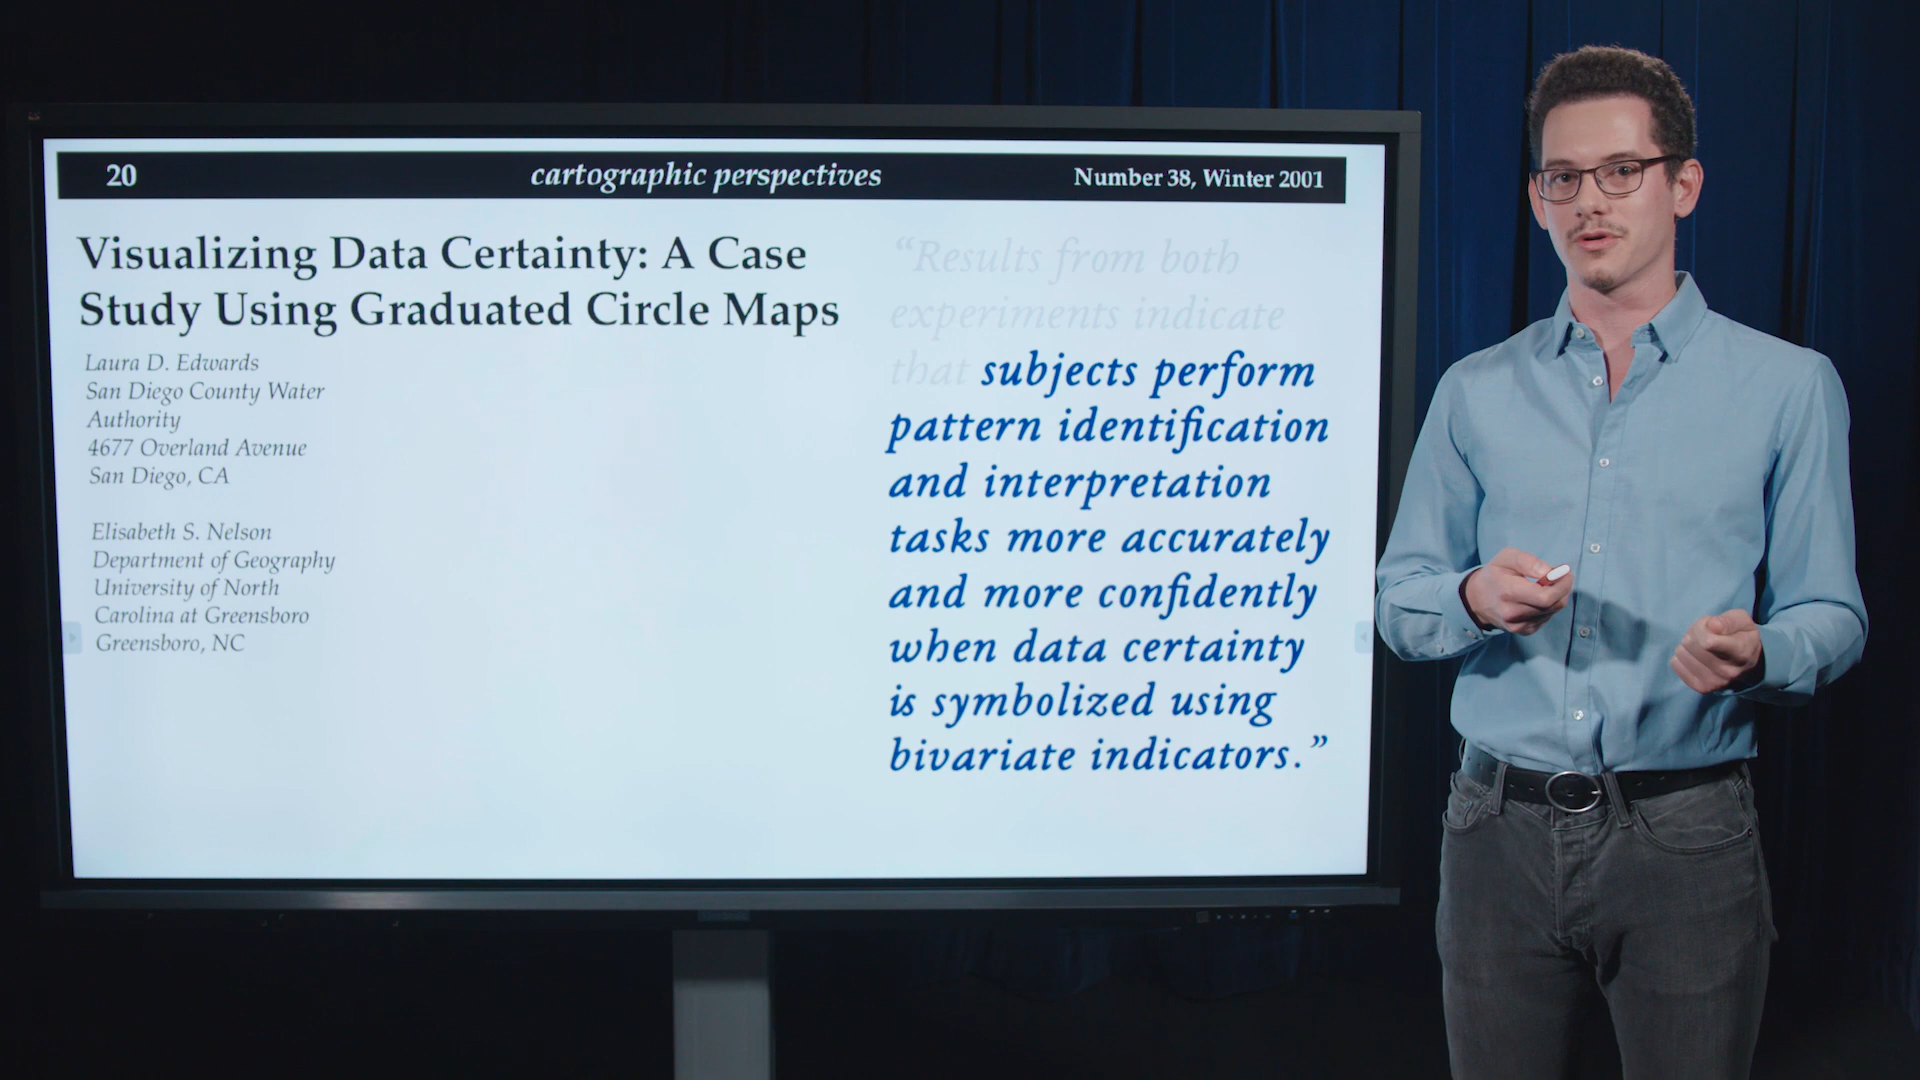 20 cartographic perspectives Number 38, Winter 2001
Visualizing Data Certainty: A Case
Study Using Graduated Circle Maps
Laura D. Edwards
San Diego County Water
Authority
4677 Overland Avenue
San Diego, CA
Elisabeth S. Nelson
Department of Geography
University of North
Carolina at Greensboro
Greensboro, NC
“Results from both
experiments indicate
that subjects perform
pattern identification
and interpretation
tasks more accurately
and more confidently
when data certainty
is symbolized using
bivariate indicators.”